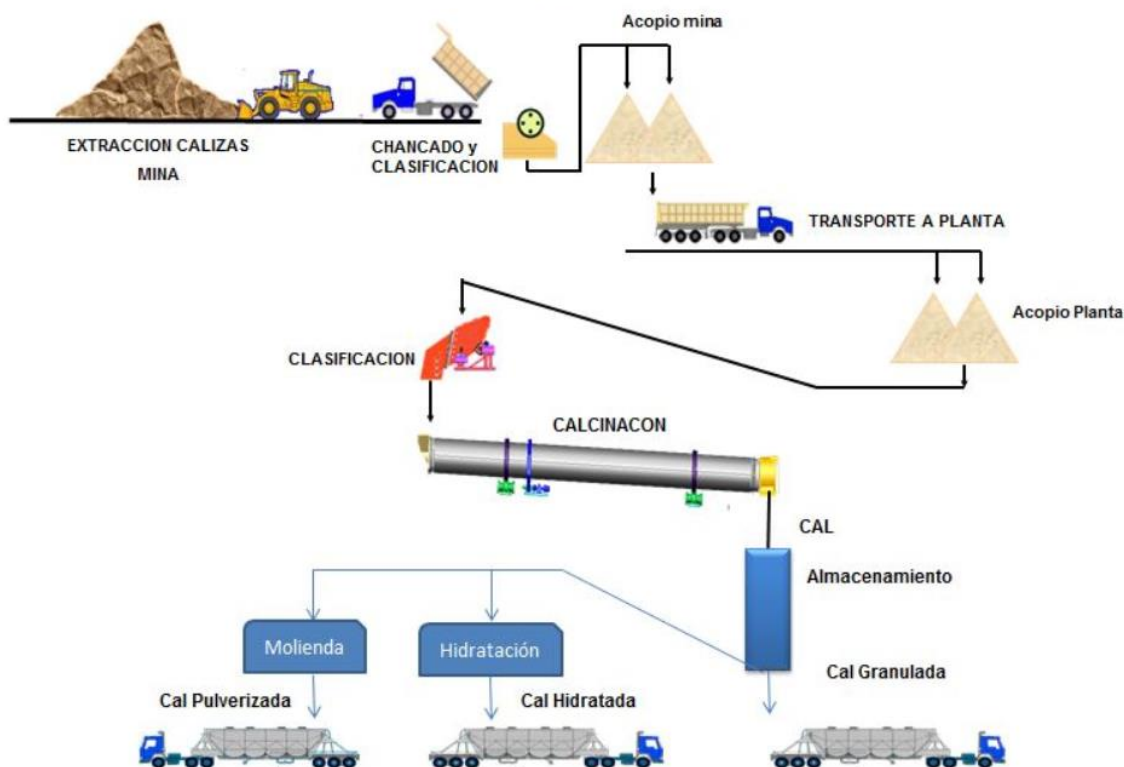 Acopio mina
EXTRACCION CALIZAS
MINA
CHANCADO y
CLASIFICACION
TRANSPORTE A PLANTA
Acopio Planta
CLASIFICACION
CALCINACON
CAL
Almacenamiento
Molienda
Hidratación
Cal Granulada
Cal Pulverizada
Cal Hidratada